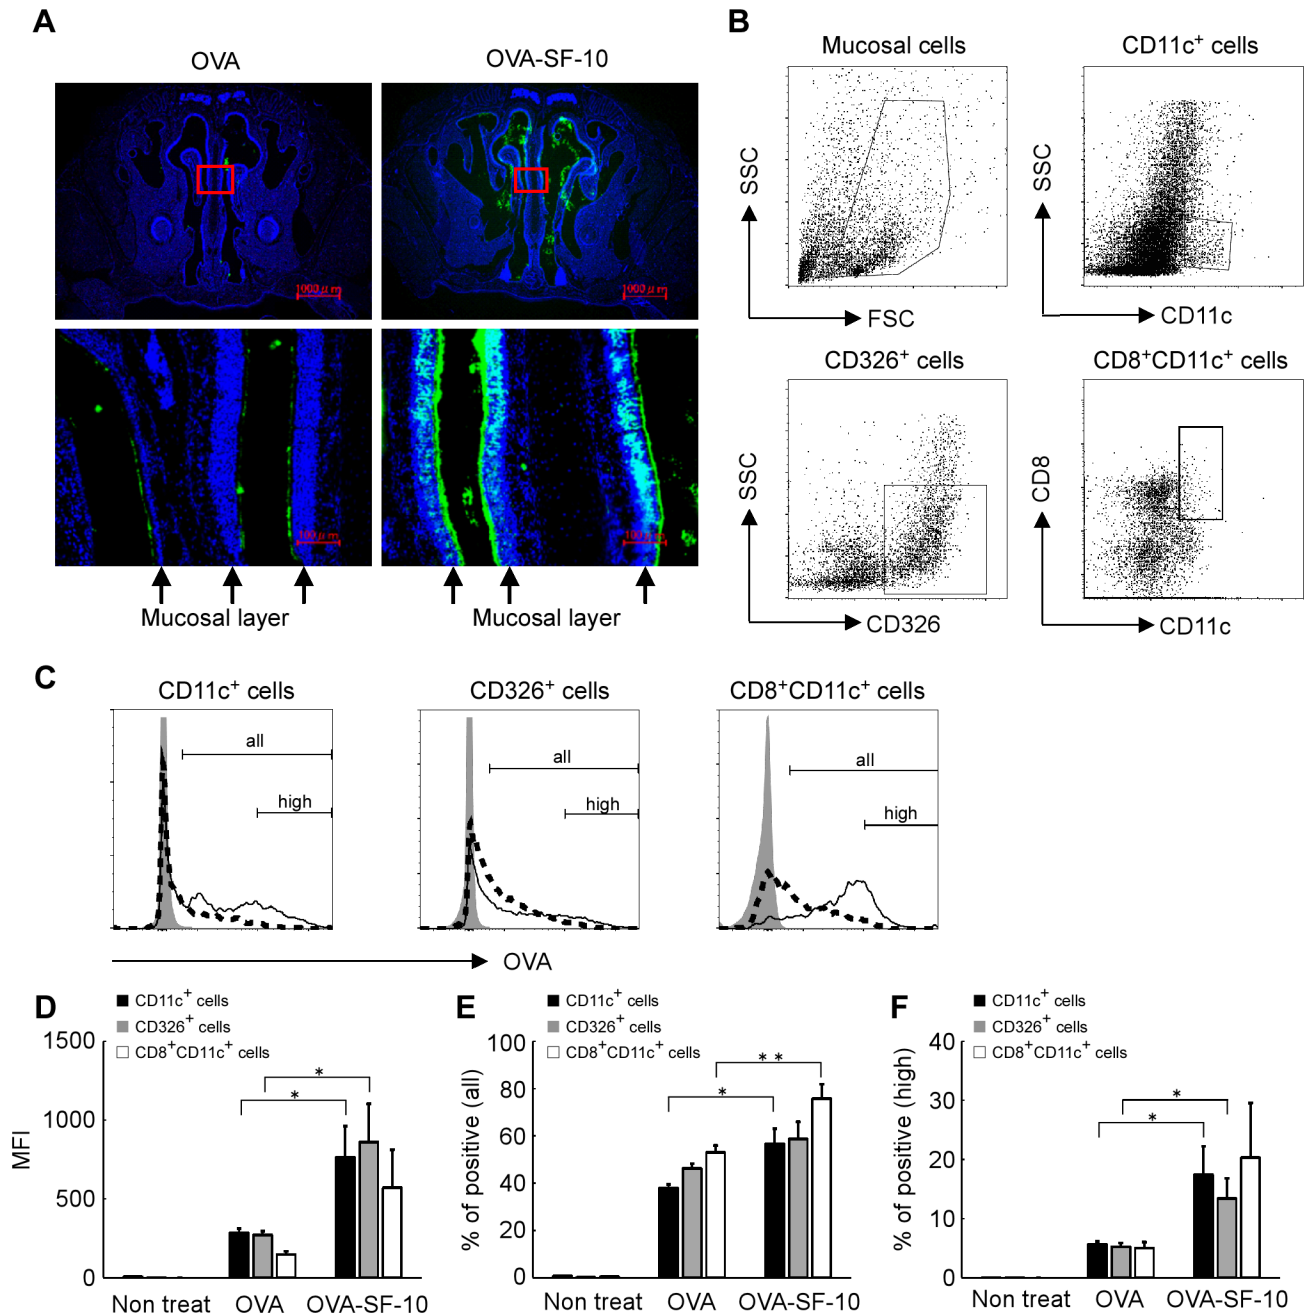 A
OVA
OVA-SF-10
1000μm
1000μm
100μm
100μm
Mucosal layer
Mucosal layer
B
Mucosal cells
CD11c+ cells
SSC
FSC
SSC
CD11c
CD326+ cells
CD8+CD11c+ cells
SSC
CD326
CD8
CD11c
C
CD11c+ cells
CD326+ cells
CD8+CD11c+ cells
all
high
all
high
all
high
OVA
D
CD11c+ cells
CD326+ cells
CD8+CD11c+ cells
MFI
1500
1000
500
0
*
*
Non treat
OVA
OVA-SF-10
E
CD11c+ cells
CD326+ cells
CD8+CD11c+ cells
% of positive (all)
100
80
60
40
20
0
* *
*
Non treat
OVA
OVA-SF-10
F
CD11c+ cells
CD326+ cells
CD8+CD11c+ cells
% of positive (high)
40
30
20
10
0
*
*
Non treat
OVA
OVA-SF-10